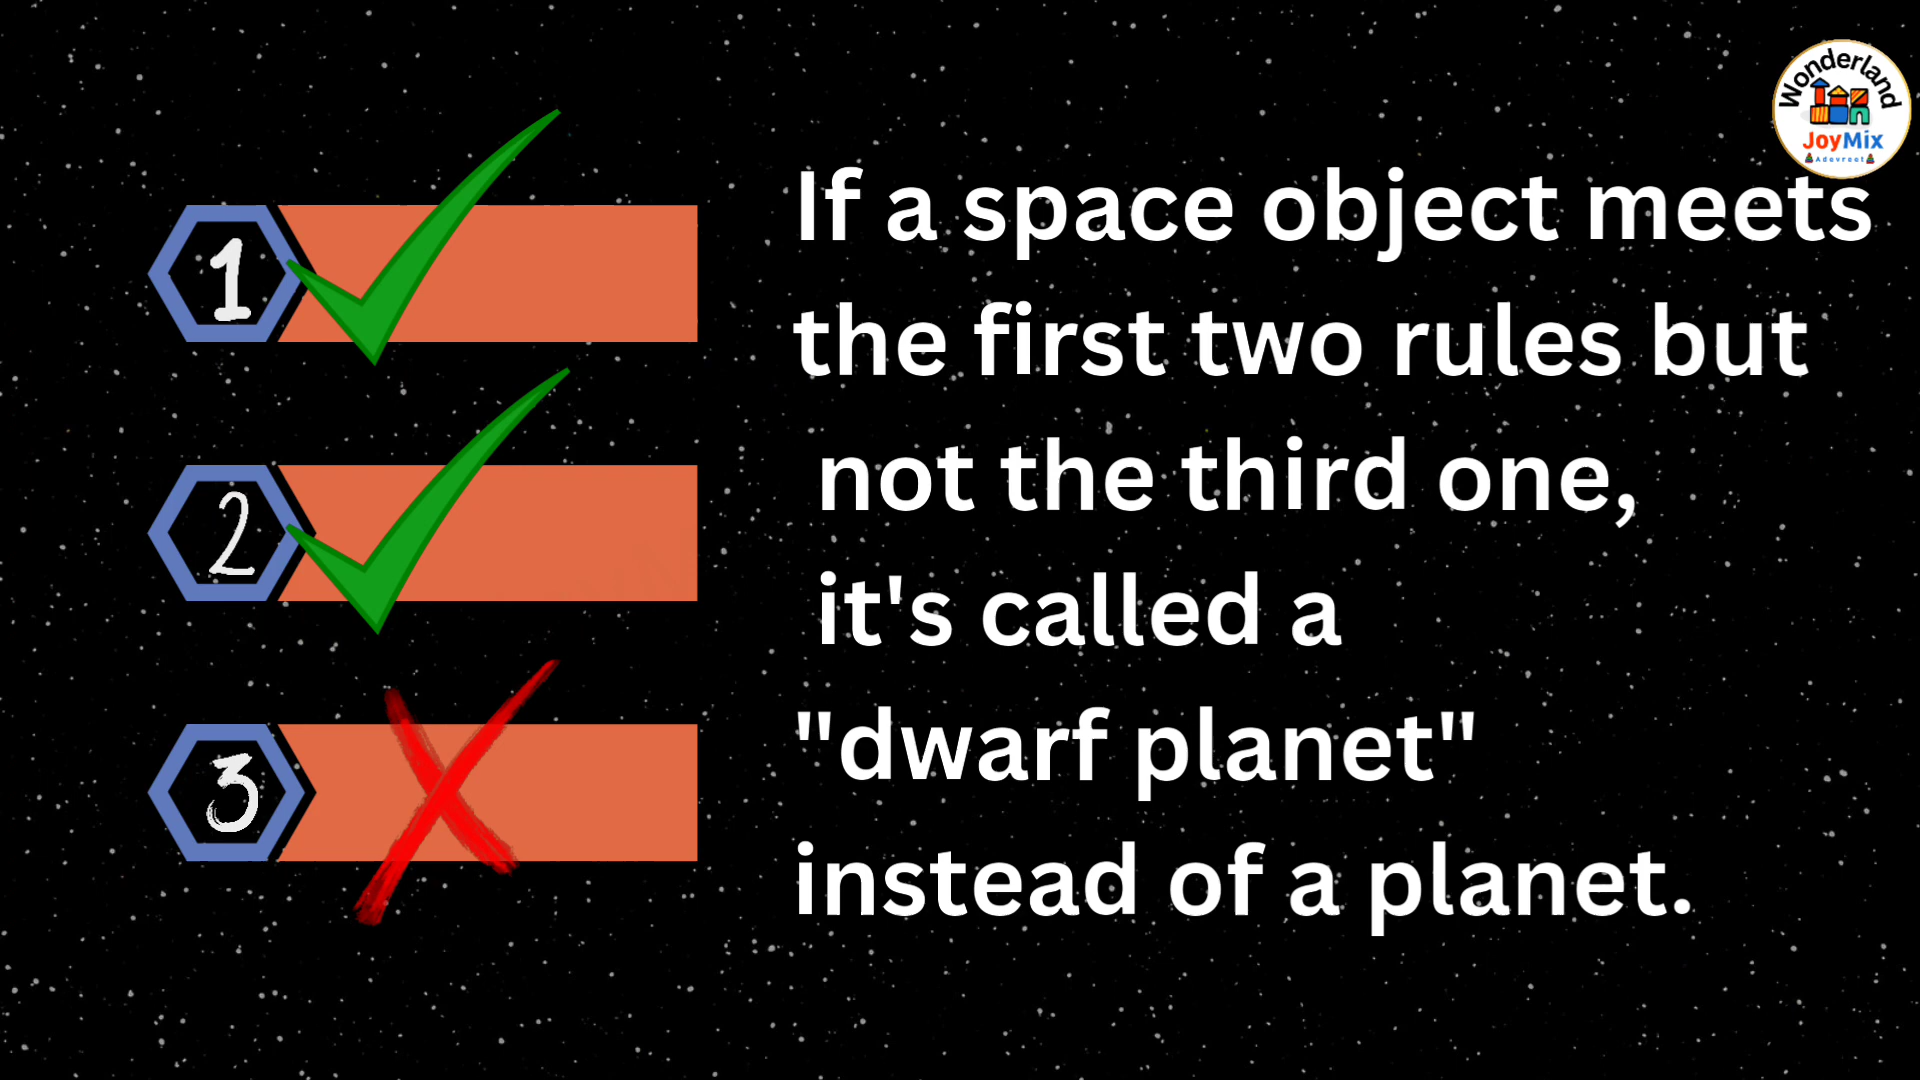 Wonderland
JoyMix
Adevreet
1
If a space object meets
the first two rules but
2
not the third one,
it's called a
3
"dwarf planet"
instead of a planet.